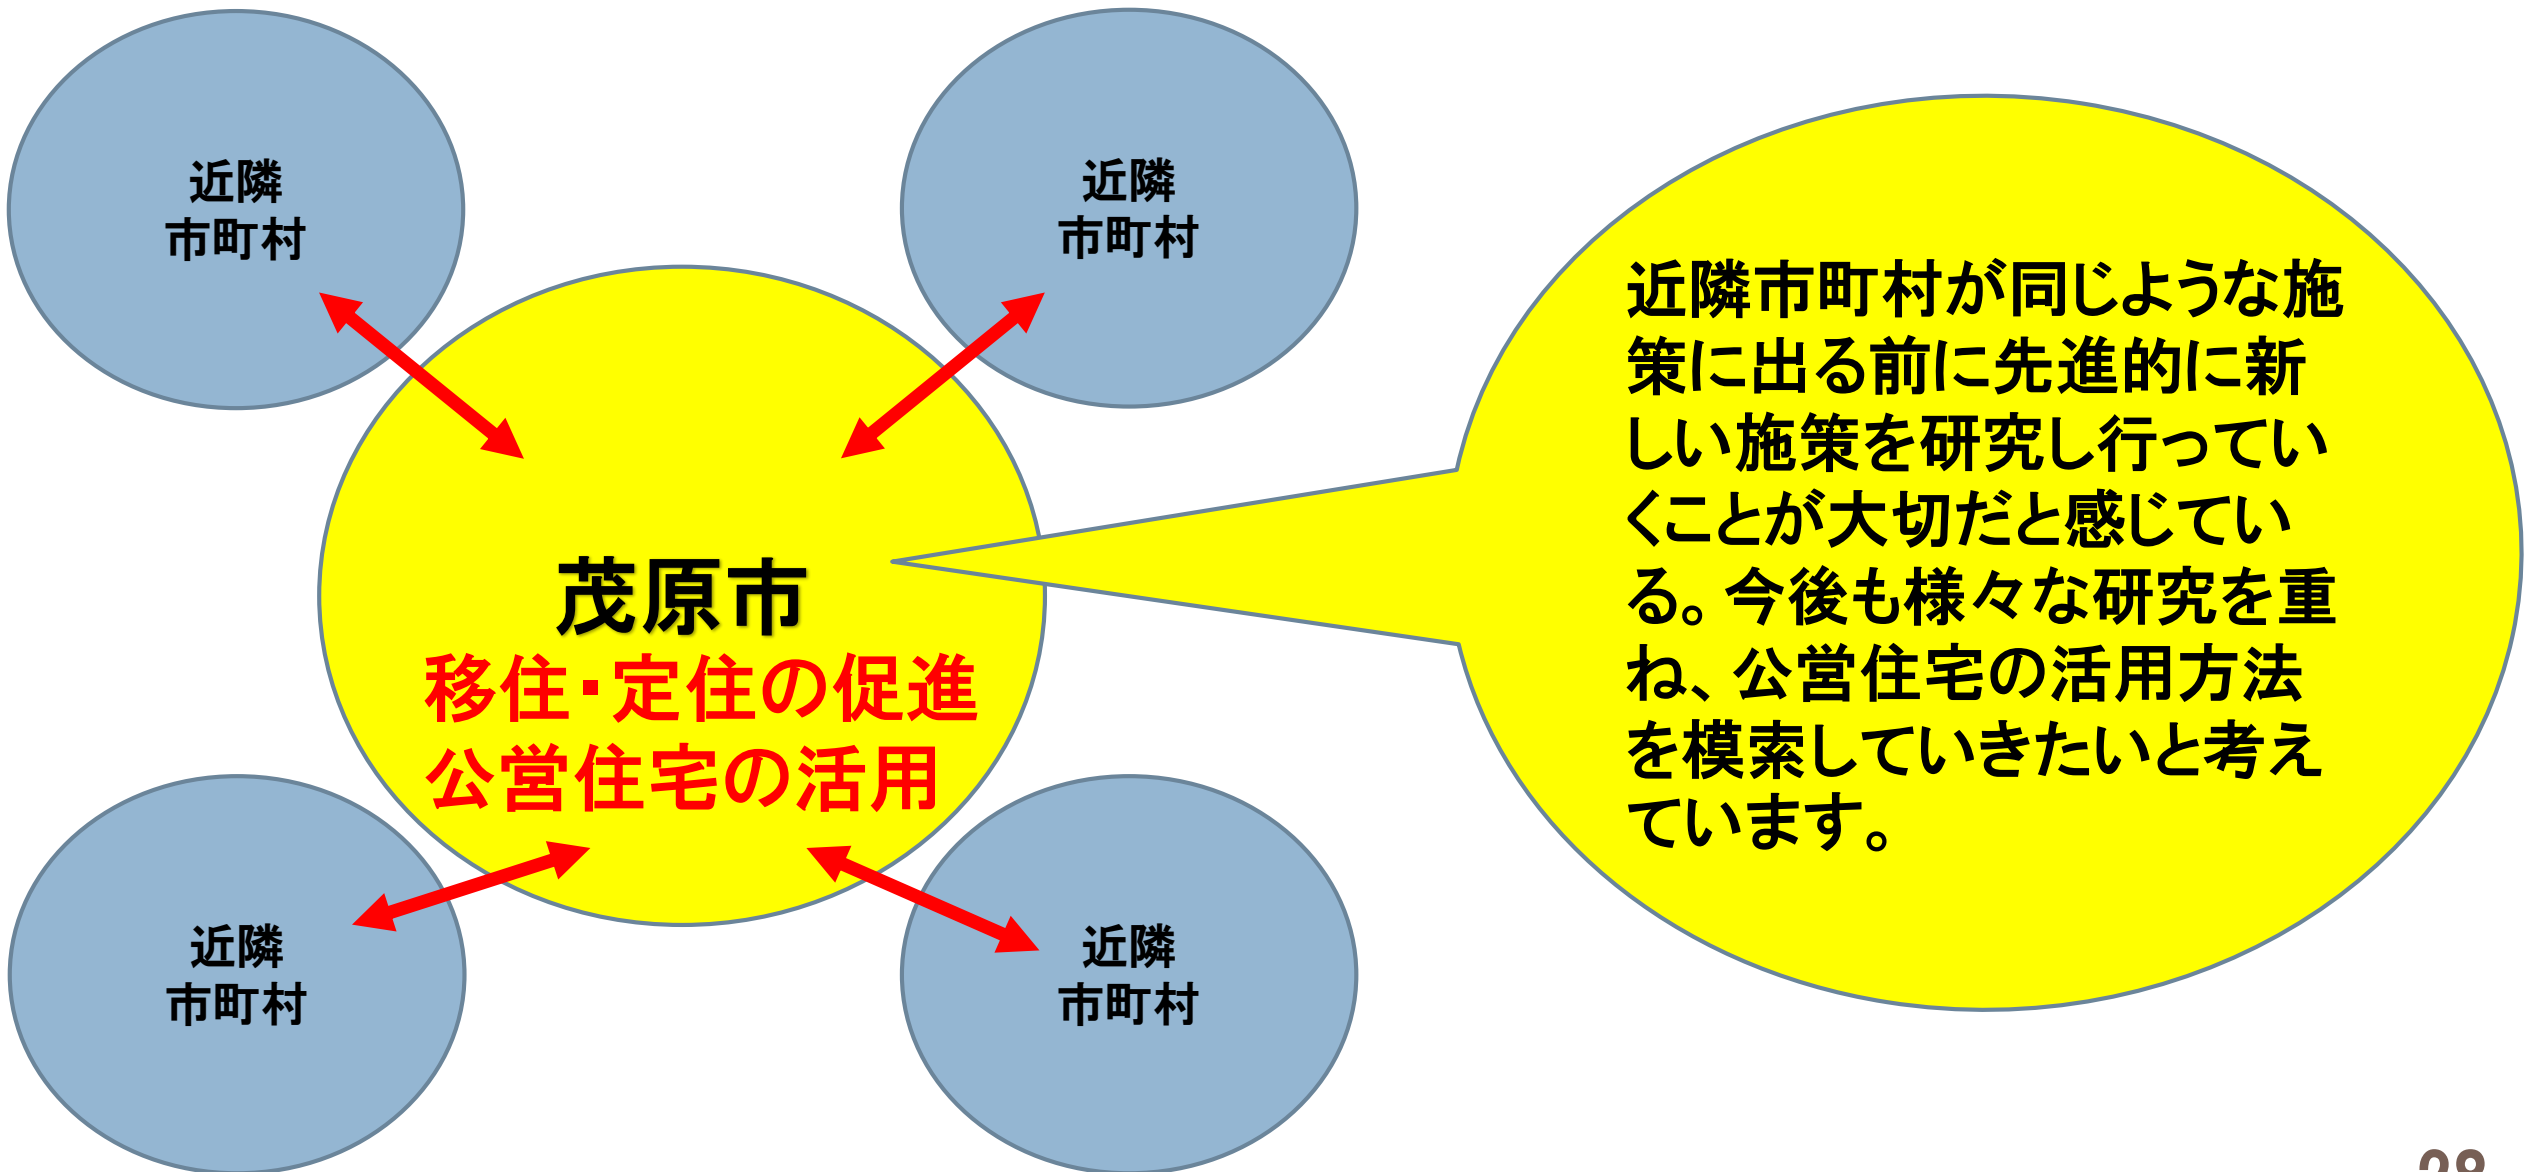 近隣
市町村
近隣
市町村
茂原市
移住・定住の促進
公営住宅の活用
近隣
市町村
近隣
市町村
近隣市町村が同じような施
策に出る前に先進的に新
しい施策を研究し行ってい
くことが大切だと感じてい
る。今後も様々な研究を重
ね、公営住宅の活用方法
を模索していきたいと考え
ています。